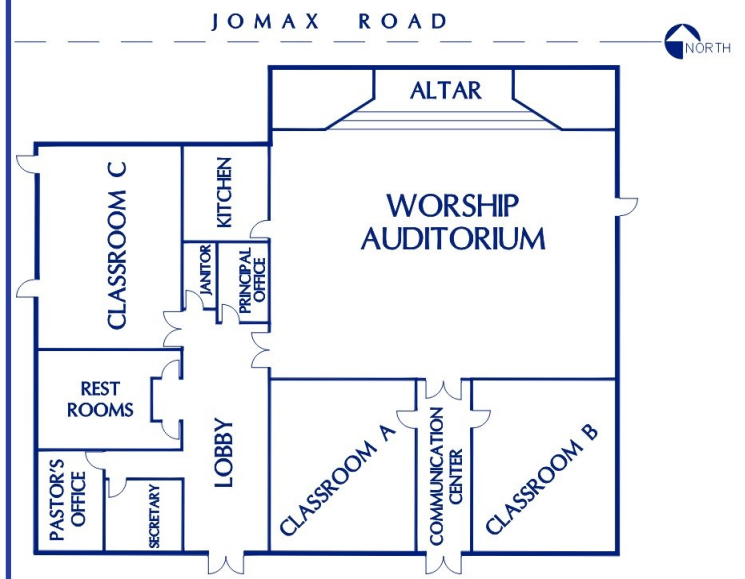 JOMAX ROAD
NORTH
ALTAR
WORSHIP
AUDITORIUM
CLASSROOM C
KITCHEN
JANITOR
PRINCIPAL
OFFICE
REST
ROOMS
LOBBY
PASTOR'S
OFFICE
SECRETARY
CLASSROOM A
COMMUNICATION
CENTER
CLASSROOM B